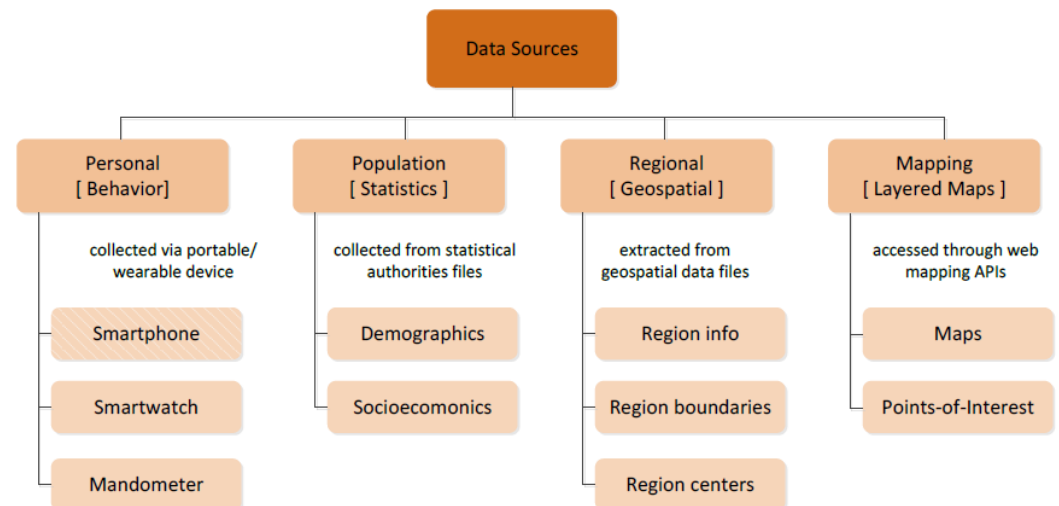 Data Sources
Personal
[ Behavior]
Population
[ Statistics ]
Regional
[ Geospatial ]
Mapping
[ Layered Maps ]
collected via portable/
wearable device
collected from statistical
authorities files
extracted from
geospatial data files
accessed through web
mapping APIs
Smartphone
Demographics
Region info
Maps
Smartwatch
Socioecomonics
Region boundaries
Points-of-Interest
Mandometer
Region centers